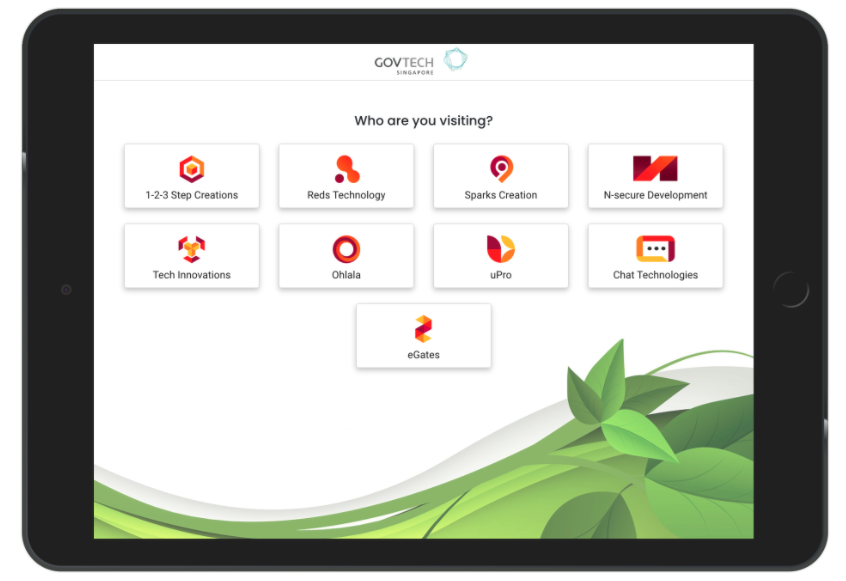 GOVTECH
SINGAPORE
Who are you visiting?
1-2-3 Step Creations
Reds Technology
Sparks Creation
N-secure Development
Tech Innovations
Ohlala
uPro
Chat Technologies
eGates